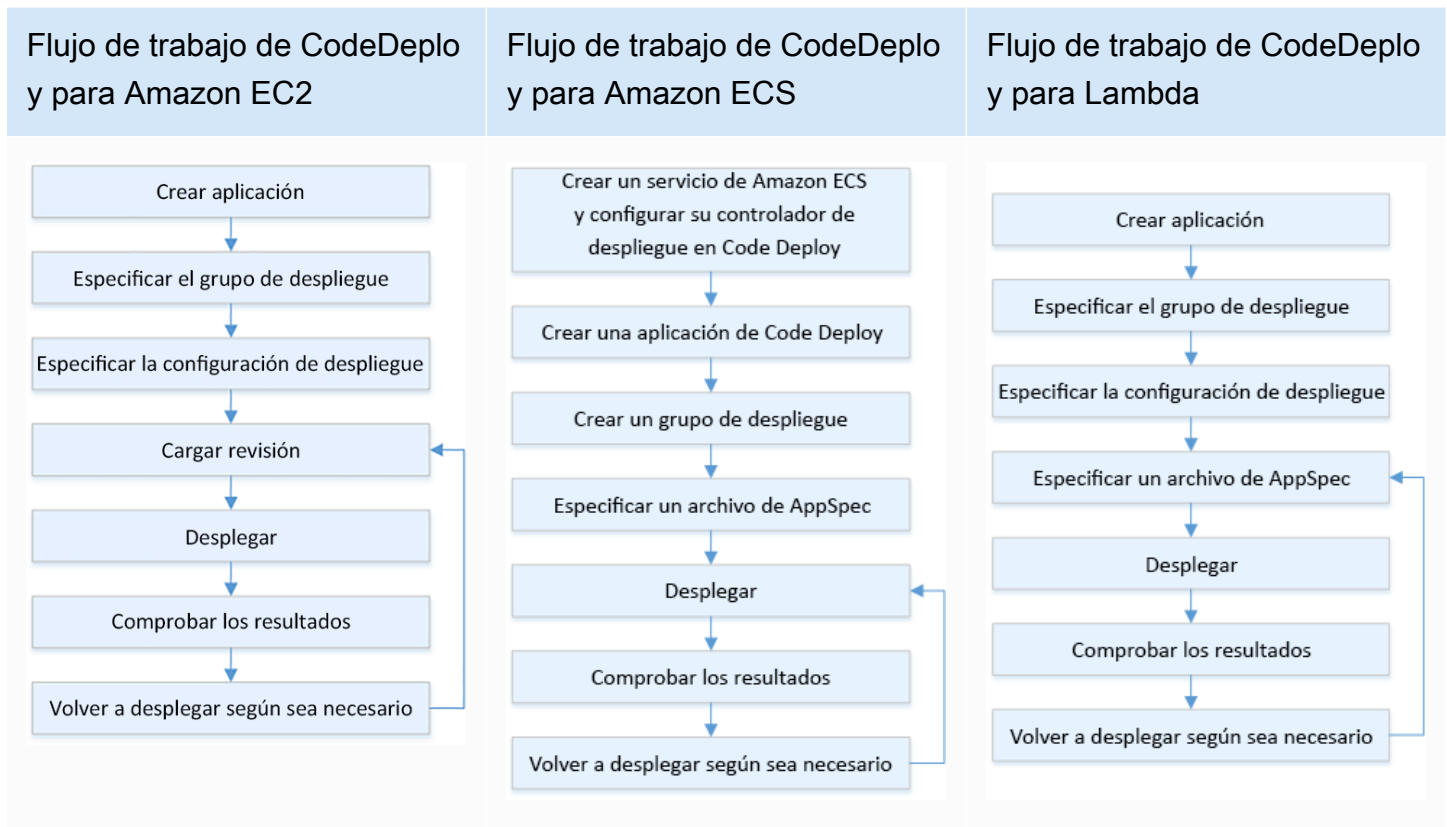 Flujo de trabajo de CodeDeplo
y para Amazon EC2
Crear aplicación
Especificar el grupo de despliegue
Especificar la configuración de despliegue
Cargar revisión
Desplegar
Comprobar los resultados
Volver a desplegar según sea necesario
Flujo de trabajo de CodeDeplo
y para Amazon ECS
Crear un servicio de Amazon ECS
y configurar su controlador de
despliegue en Code Deploy
Crear una aplicación de Code Deploy
Crear un grupo de despliegue
Especificar un archivo de AppSpec
Desplegar
Comprobar los resultados
Volver a desplegar según sea necesario
Flujo de trabajo de CodeDeplo
y para Lambda
Crear aplicación
Especificar el grupo de despliegue
Especificar la configuración de despliegue
Especificar un archivo de AppSpec
Desplegar
Comprobar los resultados
Volver a desplegar según sea necesario